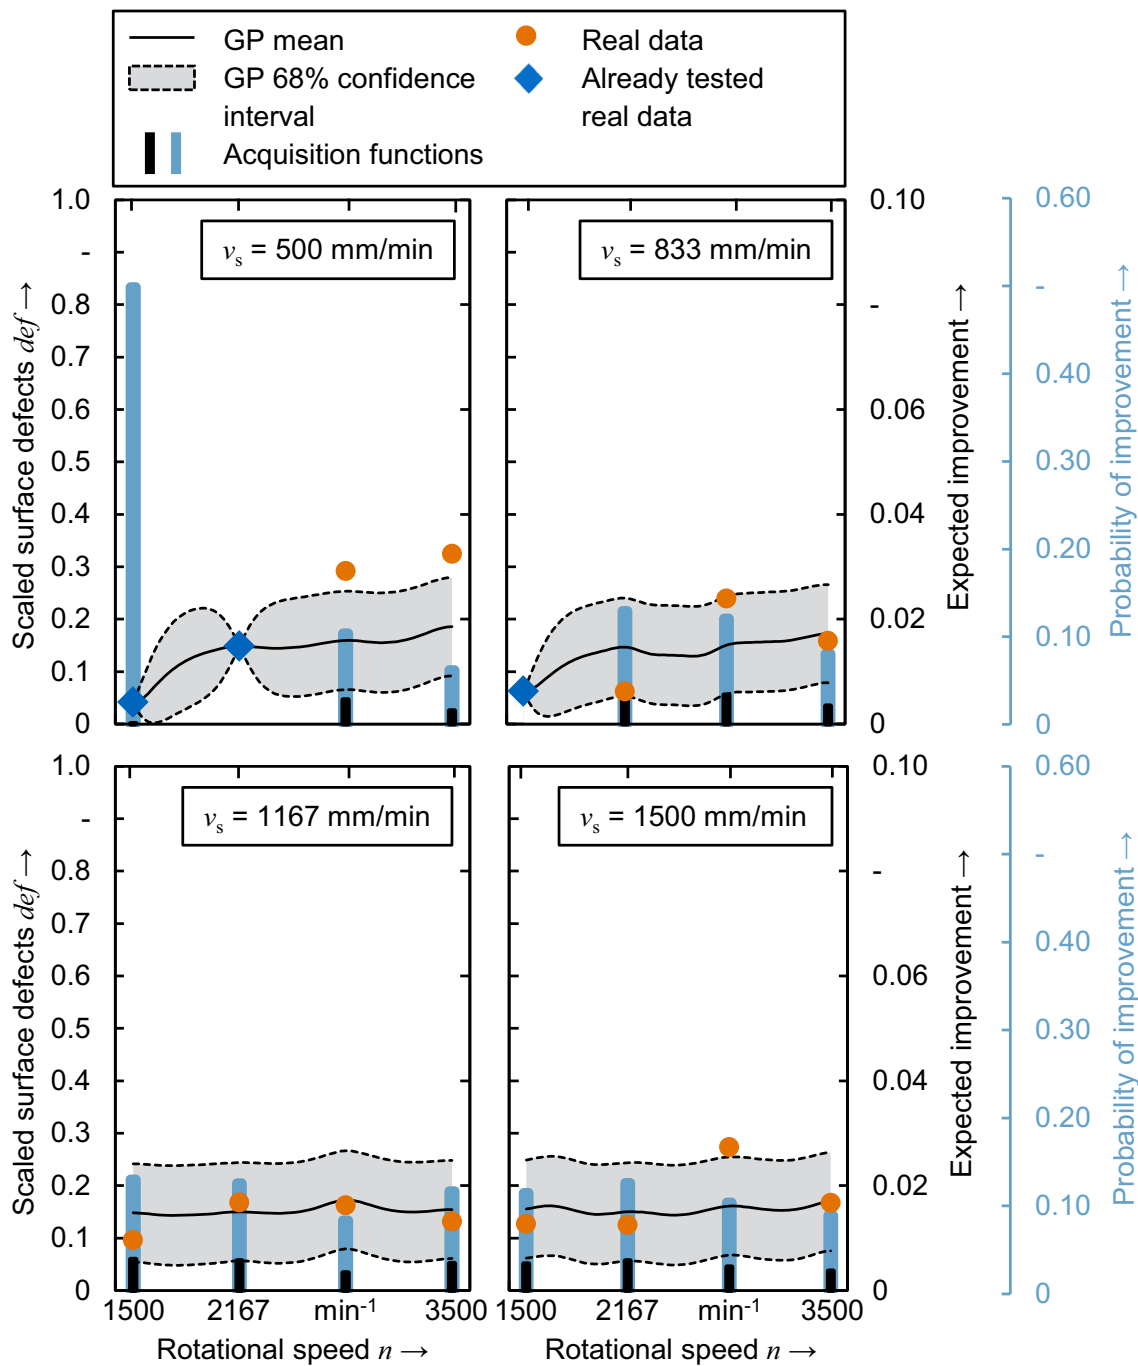 GP mean
Real data
GP 68% confidence
interval
Already tested
real data
Acquisition functions
1.0
-
0.8
0.7
0.6
0.5
0.4
0.3
0.2
0.1
0
Scaled surface defects def →
vs = 500 mm/min
vs = 833 mm/min
0.10
-
0.06
0.04
0.02
0
Expected improvement →
0.60
-
0.40
0.30
0.20
0.10
0
Probability of improvement →
1.0
-
0.8
0.7
0.6
0.5
0.4
0.3
0.2
0.1
0
Scaled surface defects def →
vs = 1167 mm/min
vs = 1500 mm/min
0.10
-
0.06
0.04
0.02
0
Expected improvement →
0.60
-
0.40
0.30
0.20
0.10
0
Probability of improvement →
1500 2167 min-1 3500
1500 2167 min-1 3500
Rotational speed n →
Rotational speed n →